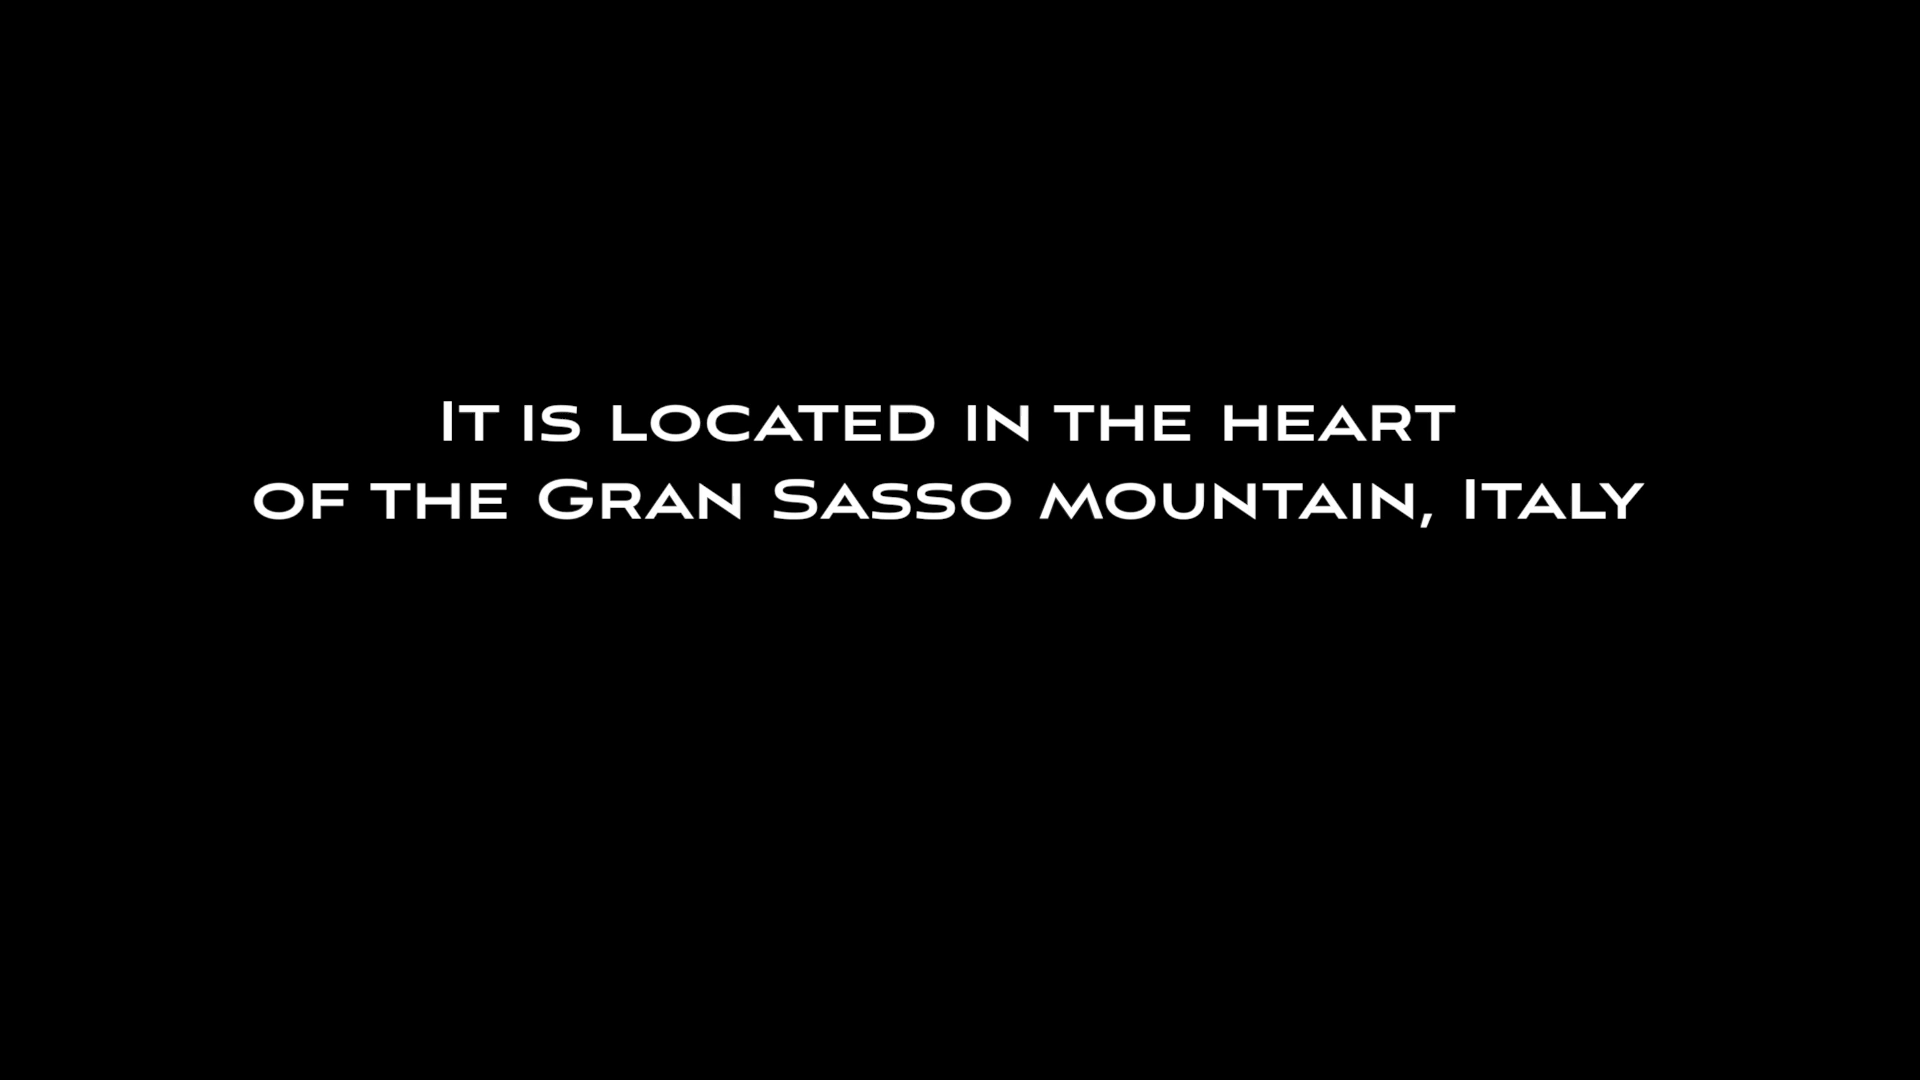 It is located in the heart
of the Gran Sasso mountain, Italy